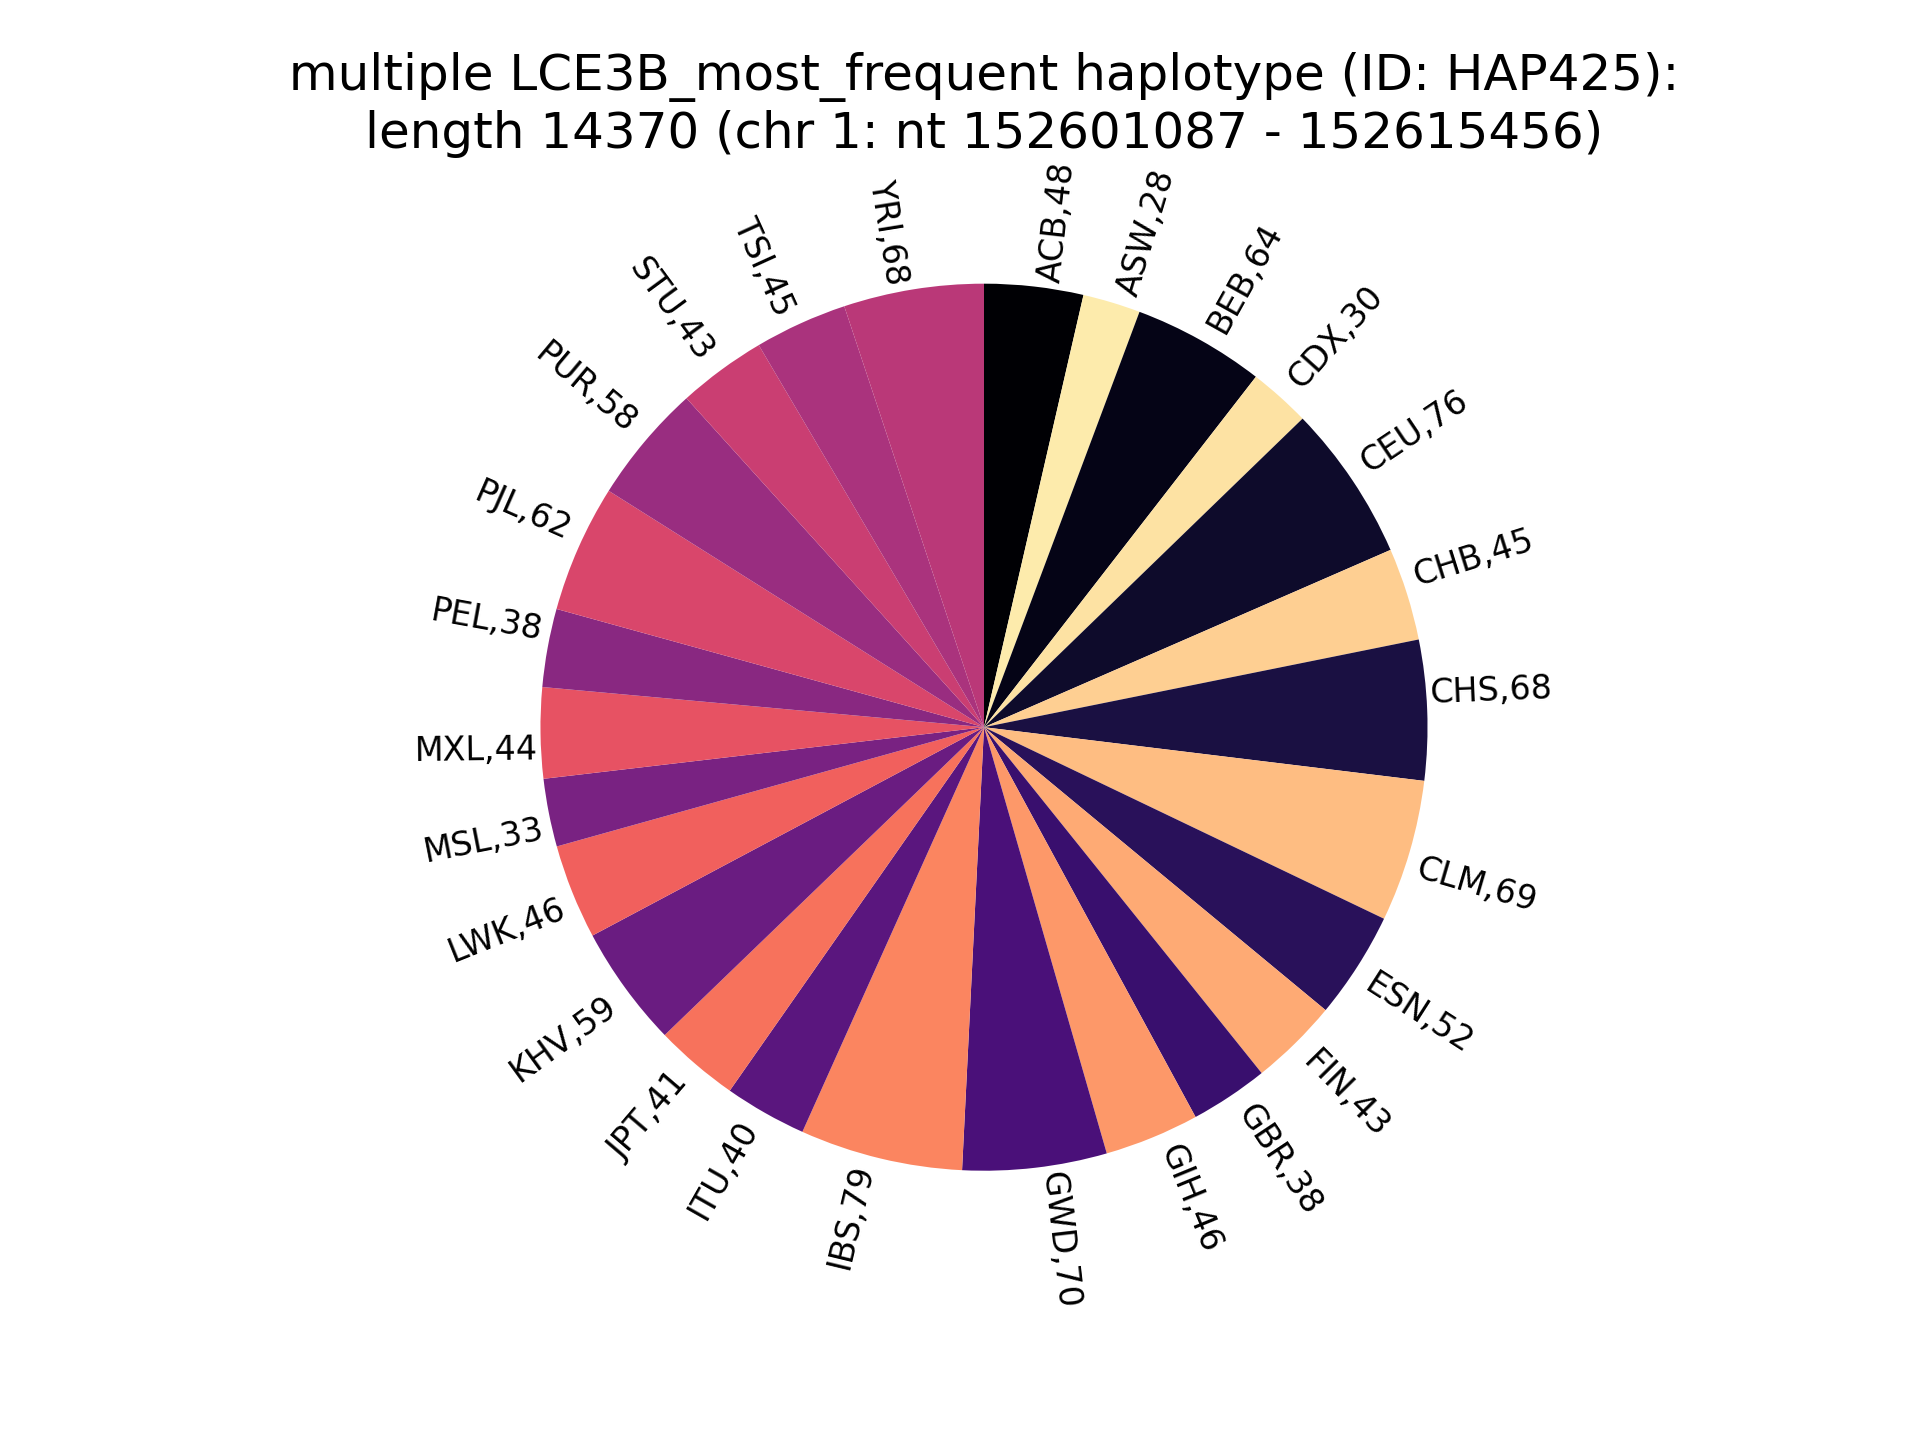 multiple LCE3B_most_frequent haplotype (ID: HAP425):
length 14370 (chr 1: nt 152601087 - 152615456)
ACB,48
ASW,28
BEB,64
CDX,30
CEU,76
CHB,45
CHS,68
CLM,69
ESN,52
FIN,43
GBR,38
GIH,46
GWD,70
IBS,79
ITU,40
JPT,41
KHV,59
LWK,46
MSL,33
MXL,44
PEL,38
PJL,62
PUR,58
STU,43
TSI,45
YRI,68